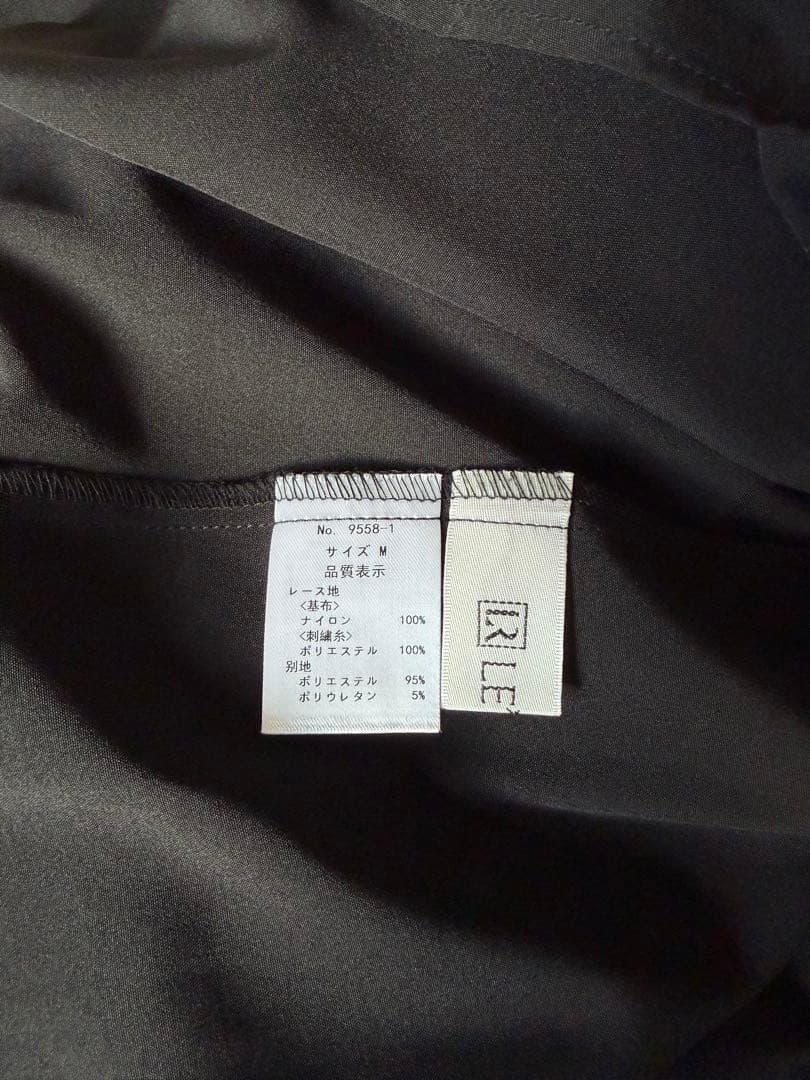 No. 9558-1
サイズ M
品質表示
レース地
<基布>
ナイロン 100%
<刺繍糸>
ポリエステル 100%
別地
ポリエステル 95%
ポリウレタン 5%
LE